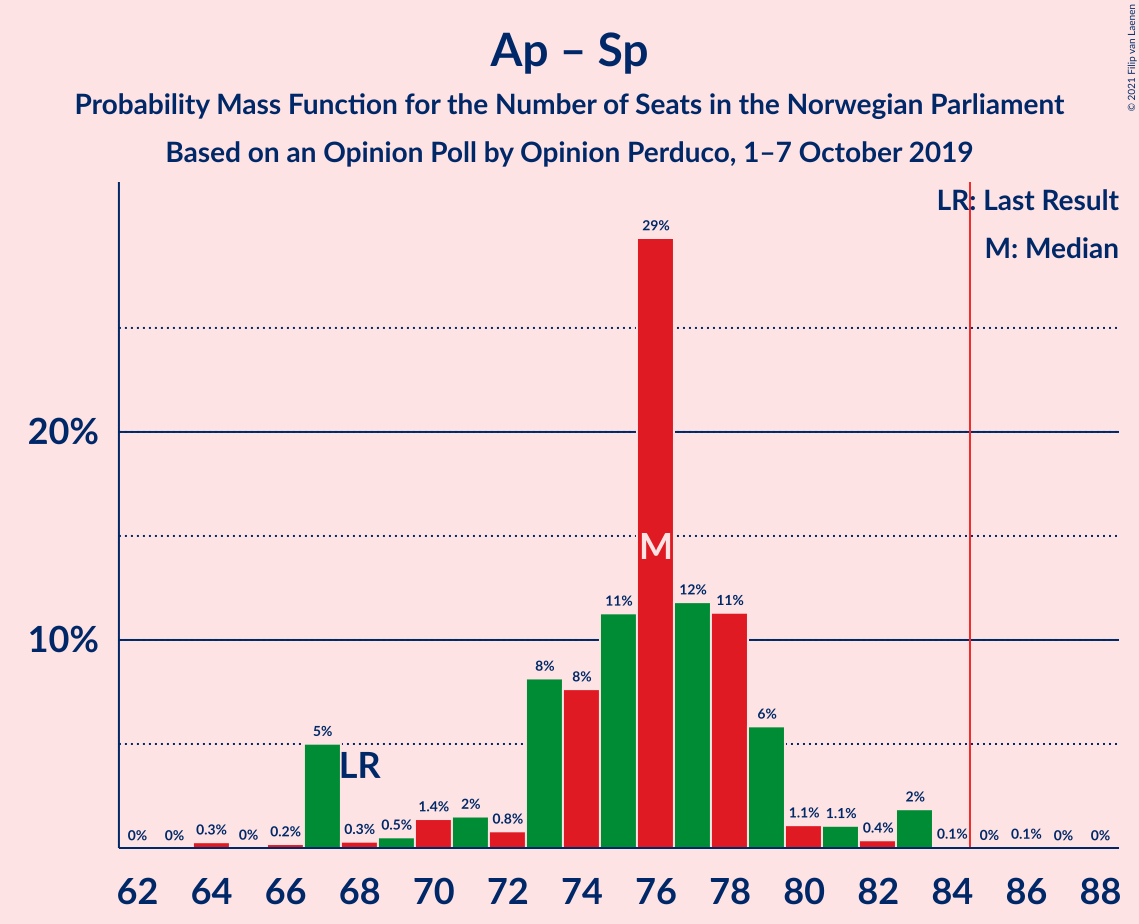 Ap – Sp
Probability Mass Function for the Number of Seats in the Norwegian Parliament
Based on an Opinion Poll by Opinion Perduco, 1–7 October 2019
© 2021 Filip van Laenen
LR: Last Result
M: Median
20%
10%
0% 0% 0.3% 0% 0.2% 5% 0.3% 0.5% 1.4% 2% 0.8% 8% 8% 11% 29% 12% 11% 6% 1.1% 1.1% 0.4% 2% 0.1% 0% 0.1% 0% 0%
LR
M
62 64 66 68 70 72 74 76 78 80 82 84 86 88